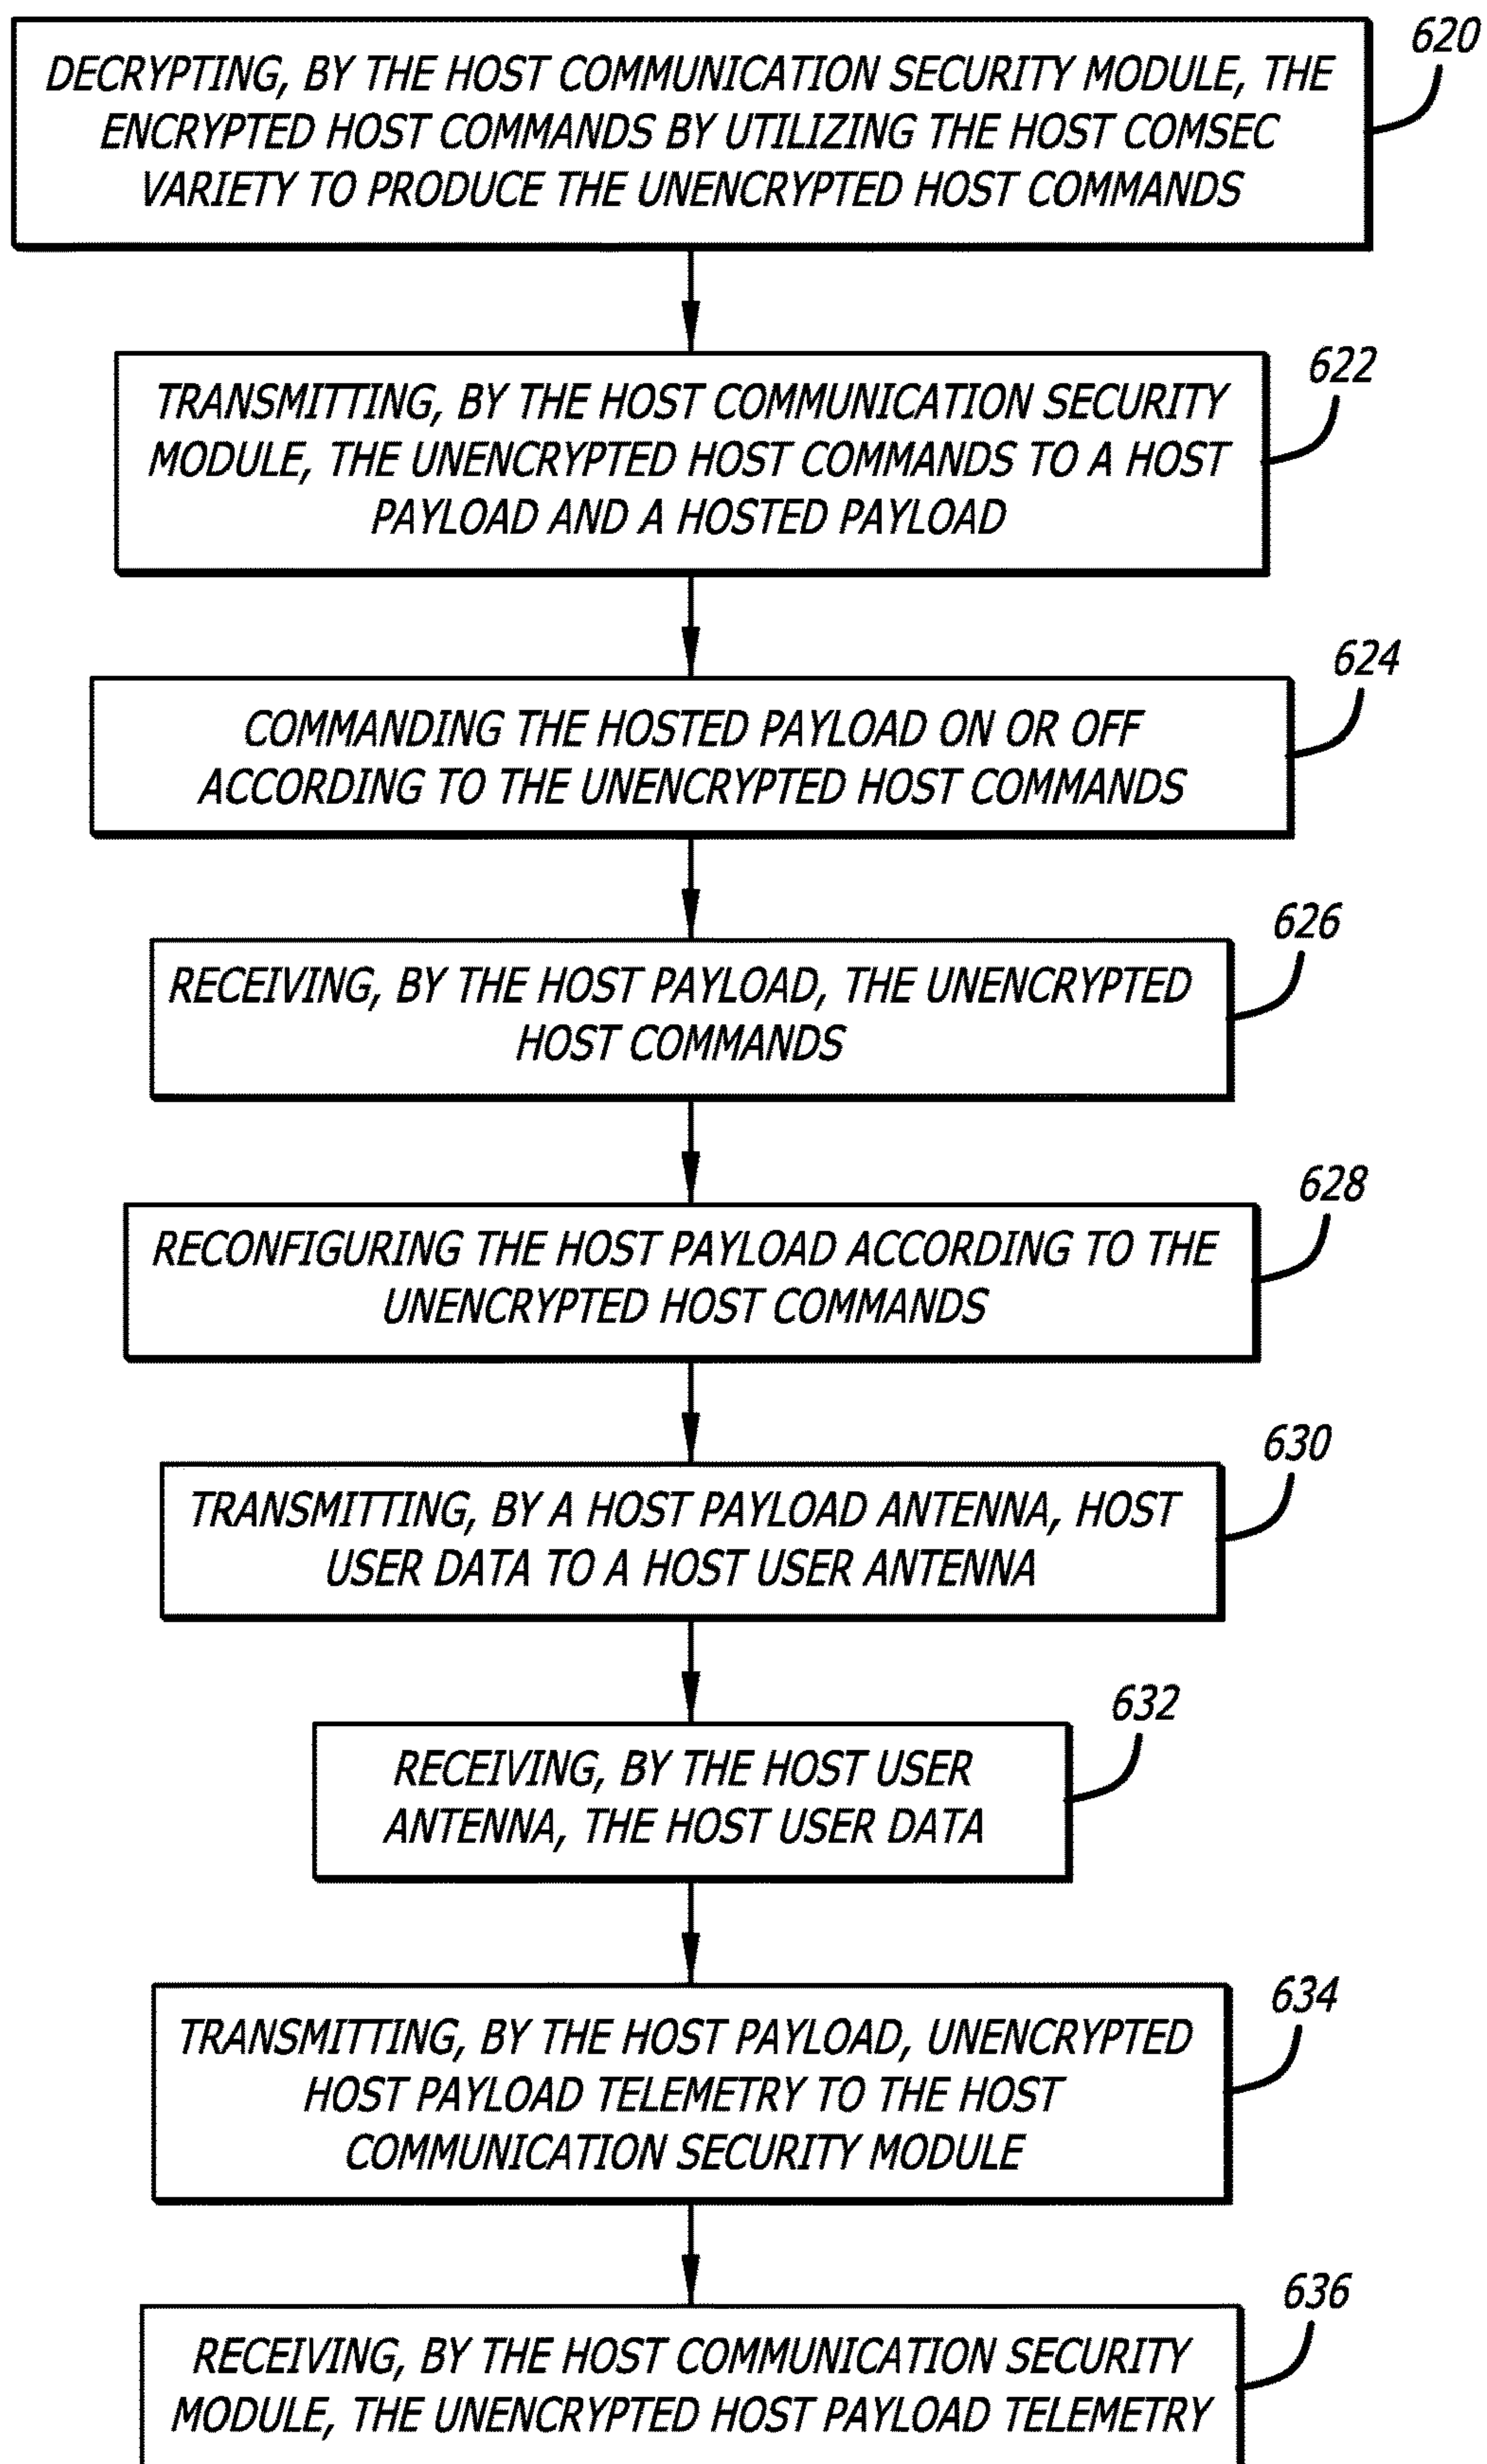 620
DECRYPTING, BY THE HOST COMMUNICATION SECURITY MODULE, THE
ENCRYPTED HOST COMMANDS BY UTILIZING THE HOST COMSEC
VARIETY TO PRODUCE THE UNENCRYPTED HOST COMMANDS
622
TRANSMITTING, BY THE HOST COMMUNICATION SECURITY
MODULE, THE UNENCRYPTED HOST COMMANDS TO A HOST
PAYLOAD AND A HOSTED PAYLOAD
624
COMMANDING THE HOSTED PAYLOAD ON OR OFF
ACCORDING TO THE UNENCRYPTED HOST COMMANDS
626
RECEIVING, BY THE HOST PAYLOAD, THE UNENCRYPTED
HOST COMMANDS
628
RECONFIGURING THE HOST PAYLOAD ACCORDING TO THE
UNENCRYPTED HOST COMMANDS
630
TRANSMITTING, BY A HOST PAYLOAD ANTENNA, HOST
USER DATA TO A HOST USER ANTENNA
632
RECEIVING, BY THE HOST USER
ANTENNA, THE HOST USER DATA
634
TRANSMITTING, BY THE HOST PAYLOAD, UNENCRYPTED
HOST PAYLOAD TELEMETRY TO THE HOST
COMMUNICATION SECURITY MODULE
636
RECEIVING, BY THE HOST COMMUNICATION SECURITY
MODULE, THE UNENCRYPTED HOST PAYLOAD TELEMETRY